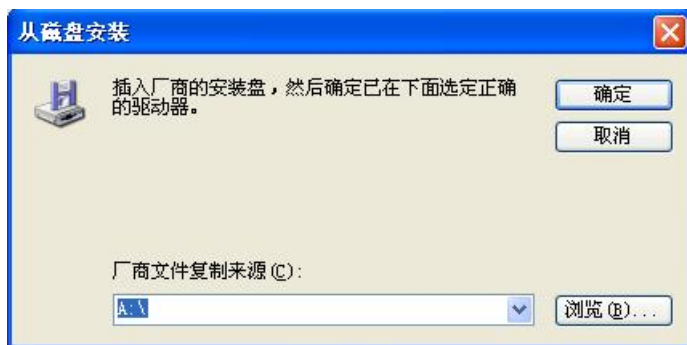 从磁盘安装
插入厂商的安装盘，然后确定已在下面选定正确
的驱动器。
确定
取消
厂商文件复制来源(C):
A:\
浏览(B)...